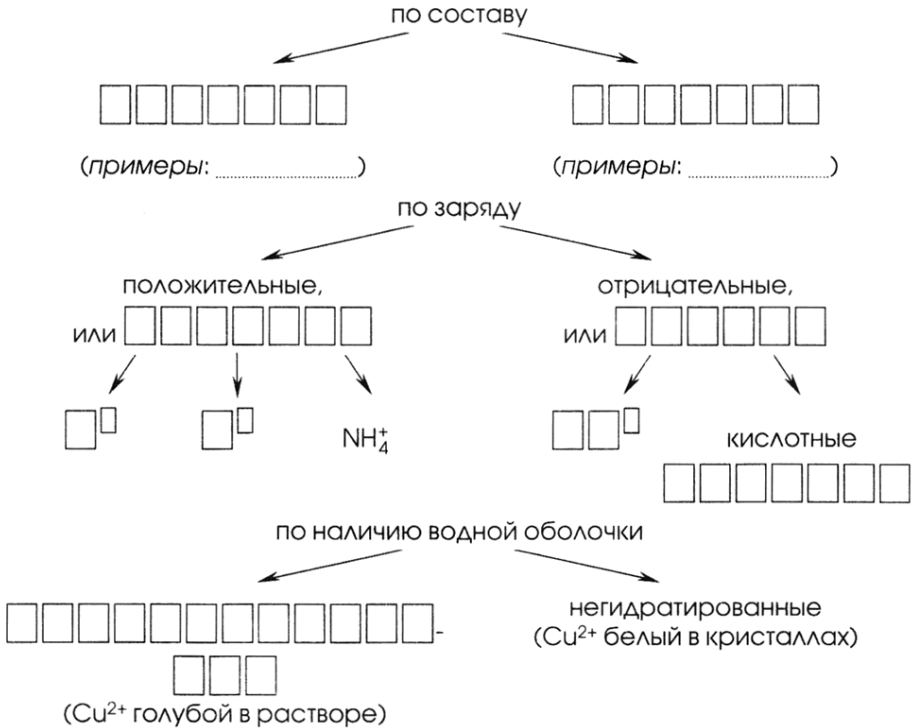 по составу
(примеры: ....................) (примеры: ....................)
по заряду
положительные, отрицательные,
или или
NH₄⁺
кислотные
по наличию водной оболочки
негидратированные
- (Cu²⁺ белый в кристаллах)
(Cu²⁺ голубой в растворе)